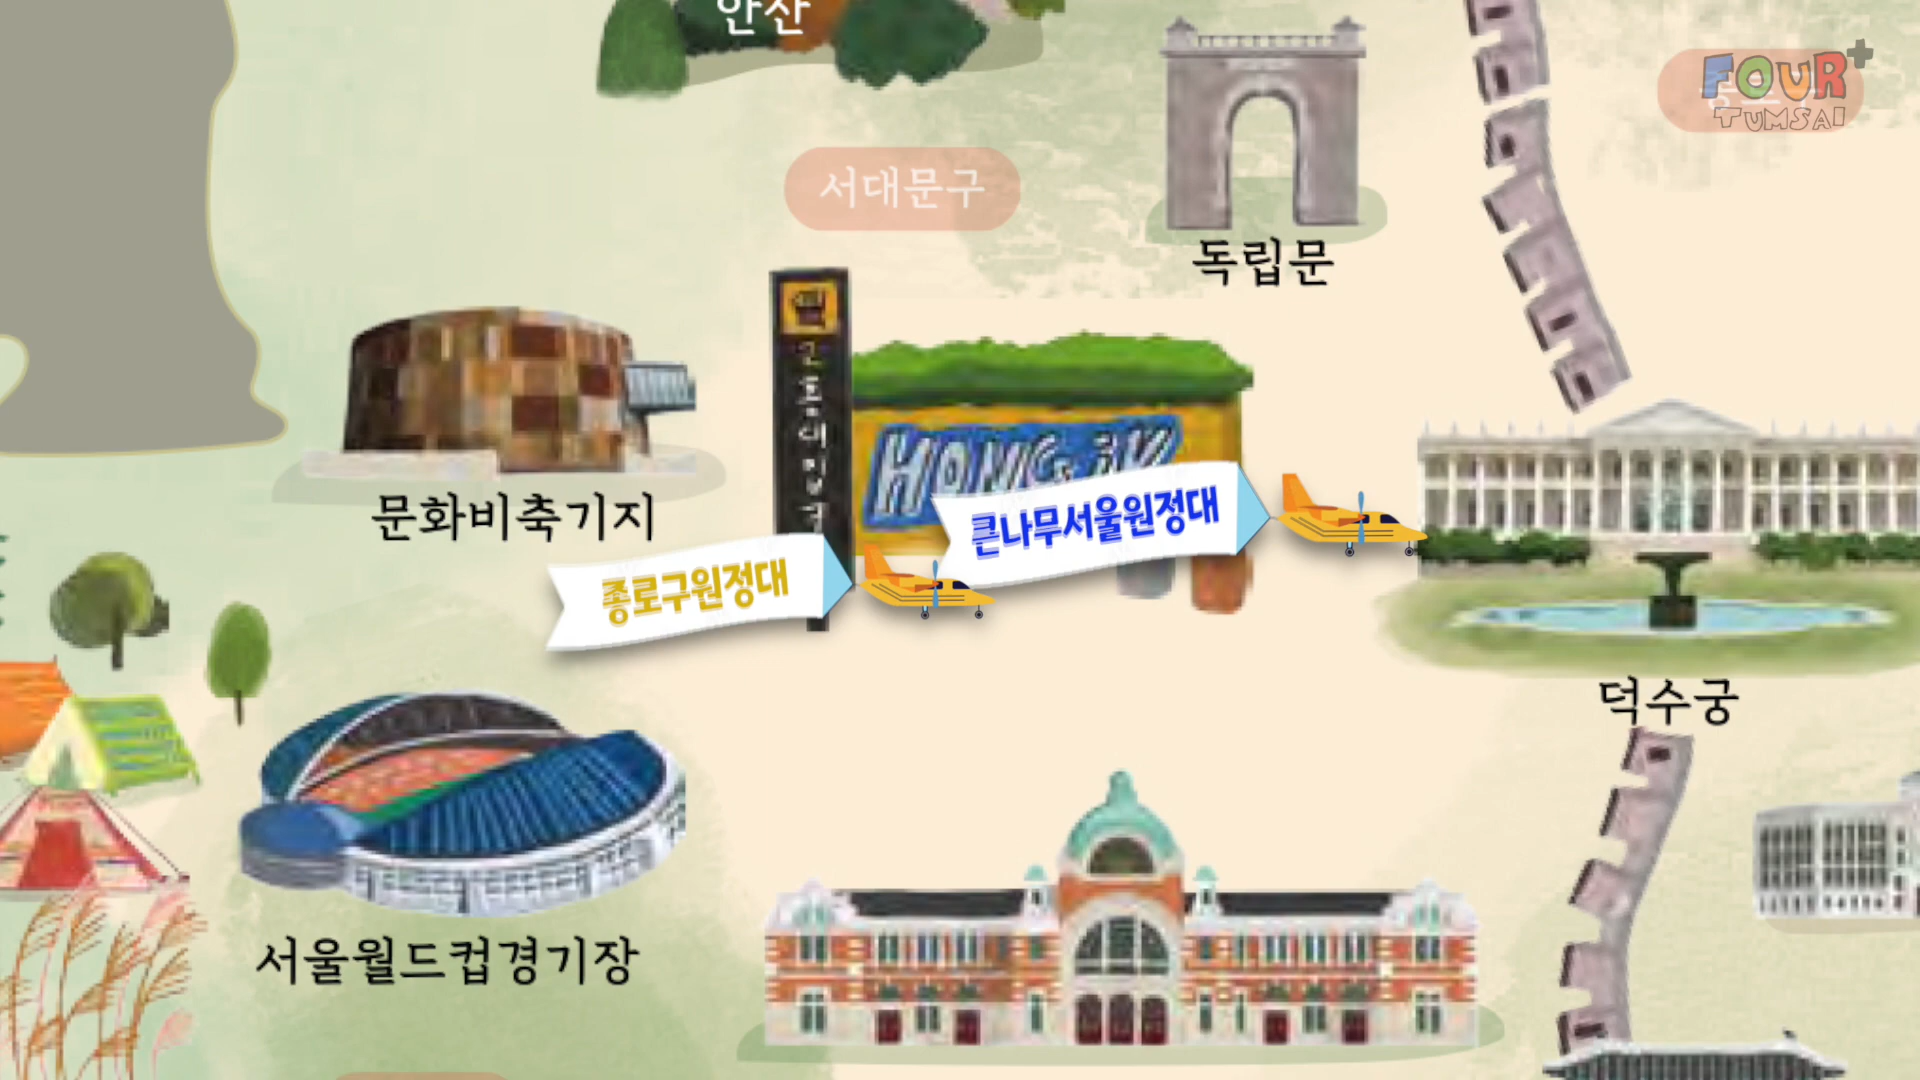 안산
FOUR+
TUMSAI
서대문구
독립문
역
HONG iK
문화비축기지
큰나무서울원정대
종로구원정대
덕수궁
서울월드컵경기장